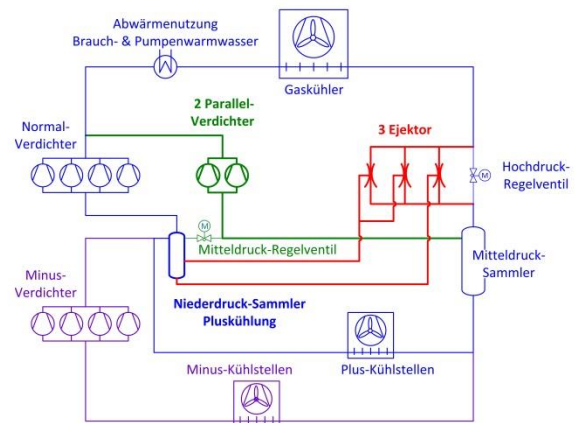 Abwärmenutzung
Brauch- & Pumpenwarmwasser
Gaskühler
2 Parallel-
Verdichter
3 Ejektor
Normal-
Verdichter
Hochdruck-
Regelventil
M
M
Mitteldruck-Regelventil
Mitteldruck-
Sammler
Minus-
Verdichter
Niederdruck-Sammler
Pluskühlung
Minus-Kühlstellen
Plus-Kühlstellen